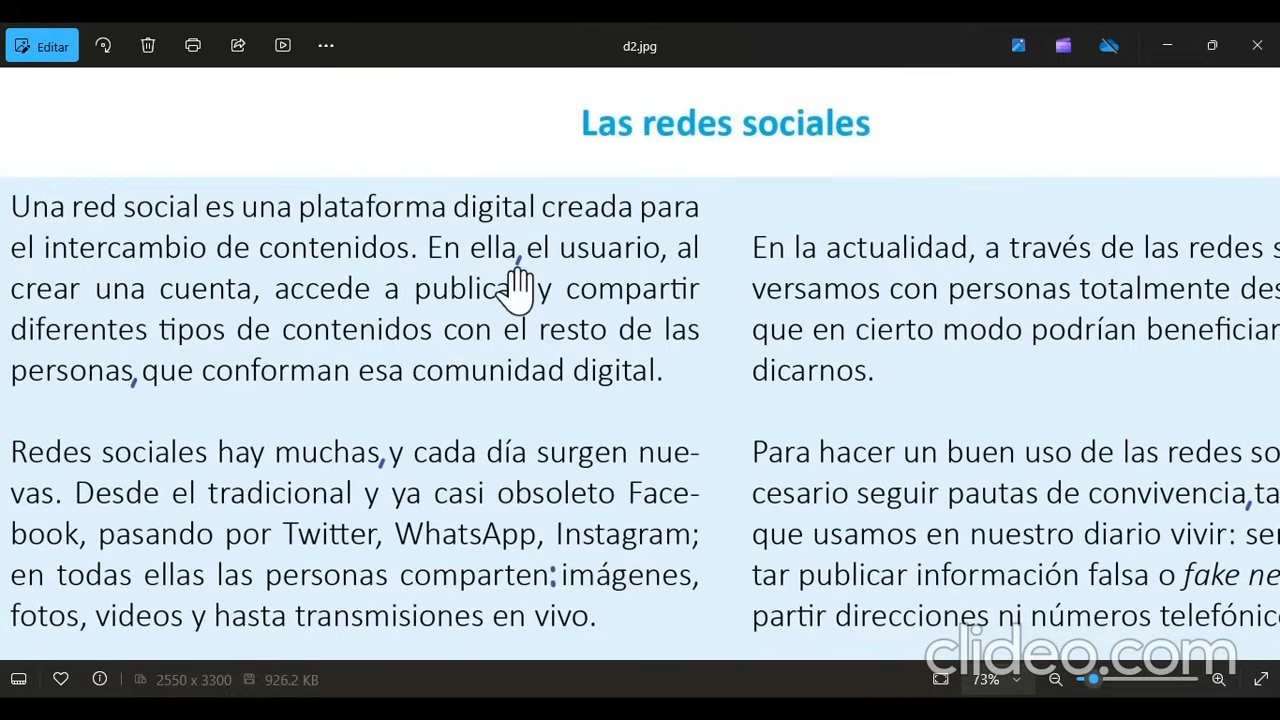 Editar
d2.jpg
Las redes sociales
Una red social es una plataforma digital creada para
el intercambio de contenidos. En ella, el usuario, al
crear una cuenta, accede a publica y compartir
diferentes tipos de contenidos con el resto de las
personas, que conforman esa comunidad digital.
Redes sociales hay muchas, y cada día surgen nue-
vas. Desde el tradicional y ya casi obsoleto Face-
book, pasando por Twitter, WhatsApp, Instagram;
en todas ellas las personas comparten: imágenes,
fotos, videos y hasta transmisiones en vivo.
En la actualidad, a través de las redes s
versamos con personas totalmente des
que en cierto modo podrían beneficiar
dicarnos.
Para hacer un buen uso de las redes so
cesario seguir pautas de convivencia, ta
que usamos en nuestro diario vivir: ser
tar publicar información falsa o fake ne
partir direcciones ni números telefónic
clideo.com
2550 x 3300
926.2 KB
73%